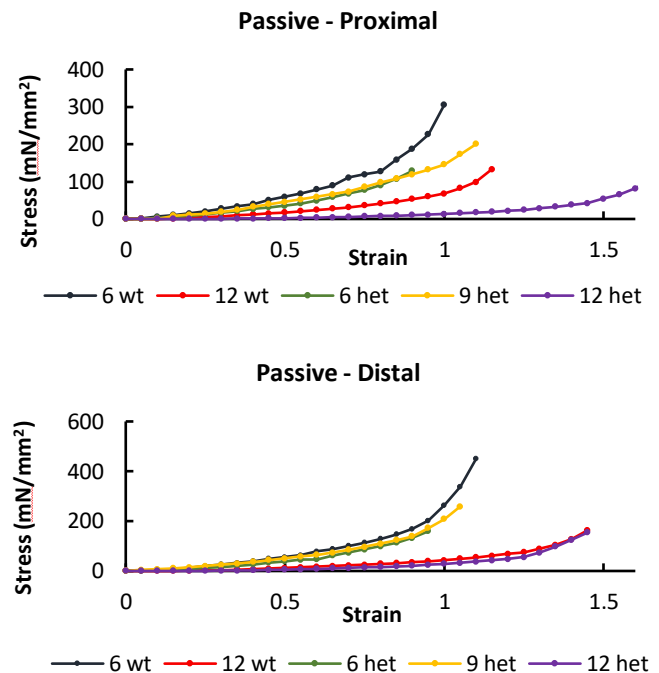 Passive - Proximal
Stress (mN/mm²)
400
300
200
100
0
0 0.5 1 1.5
Strain
6 wt 12 wt 6 het 9 het 12 het
Passive - Distal
Stress (mN/mm²)
600
400
200
0
0 0.5 1 1.5
Strain
6 wt 12 wt 6 het 9 het 12 het